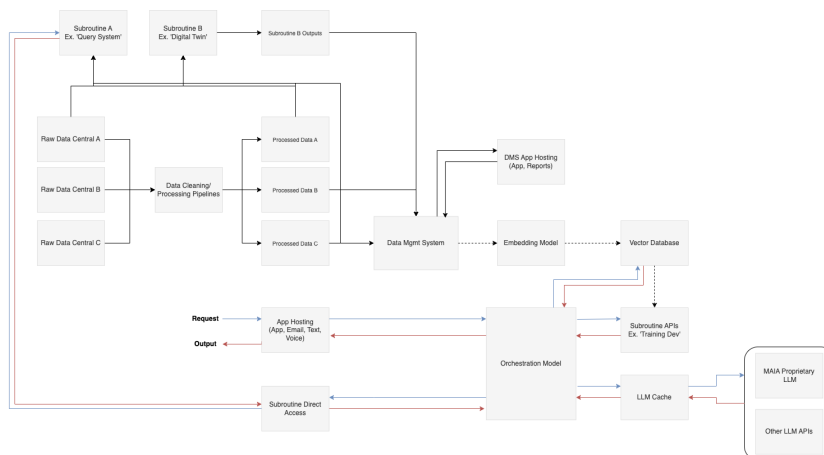 Subroutine A
Ex. 'Query System'
Subroutine B
Ex. 'Digital Twin'
Subroutine B Outputs
Raw Data Central A
Processed Data A
DMS App Hosting
(App, Reports)
Raw Data Central B
Data Cleaning/
Processing Pipelines
Processed Data B
Raw Data Central C
Processed Data C
Data Mgmt System
Embedding Model
Vector Database
Request
Output
App Hosting
(App, Email, Text,
Voice)
Orchestration Model
Subroutine APIs
Ex. 'Training Dev'
Subroutine Direct
Access
LLM Cache
MAIA Proprietary
LLM
Other LLM APIs